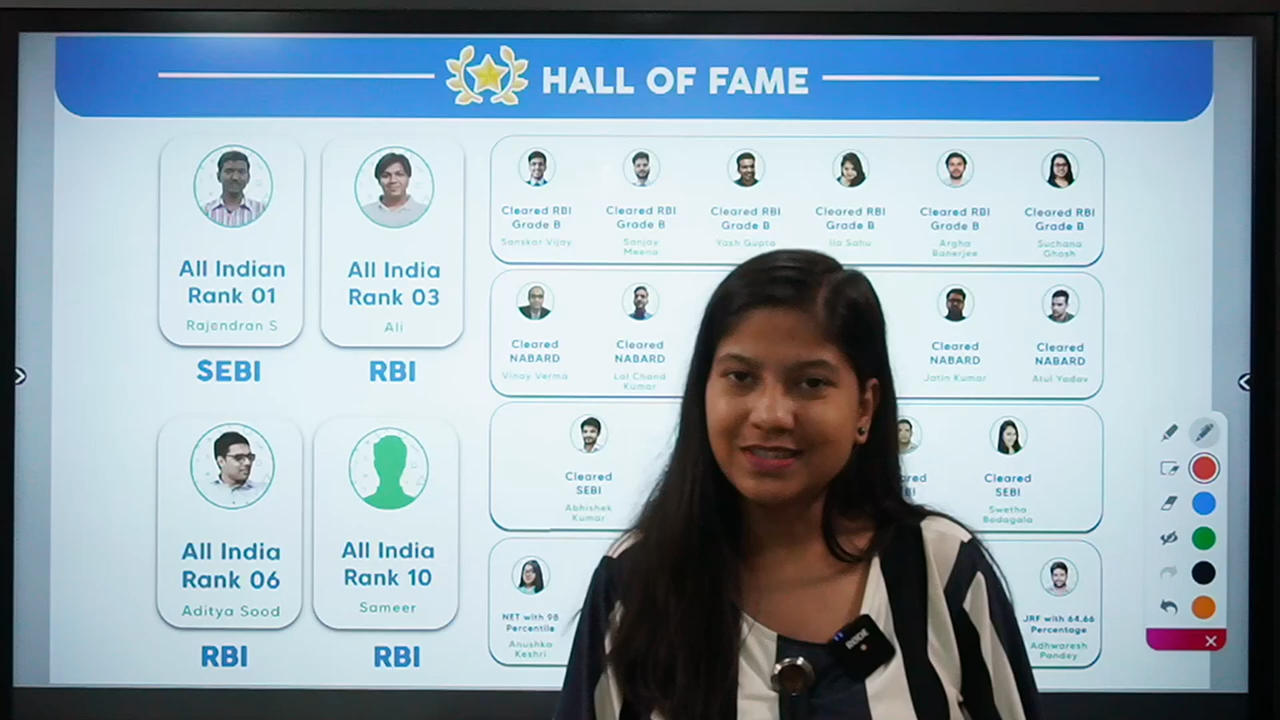 HALL OF FAME
All Indian
Rank 01
Rajendran S
SEBI
All India
Rank 03
Ali
RBI
All India
Rank 06
Aditya Sood
RBI
All India
Rank 10
Sameer
RBI
Cleared RBI
Grade B
Sanskar Vijay
Cleared RBI
Grade B
Sanjay
Meena
Cleared RBI
Grade B
Yash Gupta
Cleared RBI
Grade B
Ila Sahu
Cleared RBI
Grade B
Argha
Banerjee
Cleared RBI
Grade B
Suchana
Ghosh
Cleared
NABARD
Vinay Verma
Cleared
NABARD
Lal Chand
Kumar
Cleared
NABARD
Jatin Kumar
Cleared
NABARD
Atul Yadav
Cleared
SEBI
Abhishek
Kumar
Cleared
SEBI
Swetha
Badagala
NET with 98
Percentile
Anushka
Keshri
JRF with 64.66
Percentage
Adhwaresh
Pandey